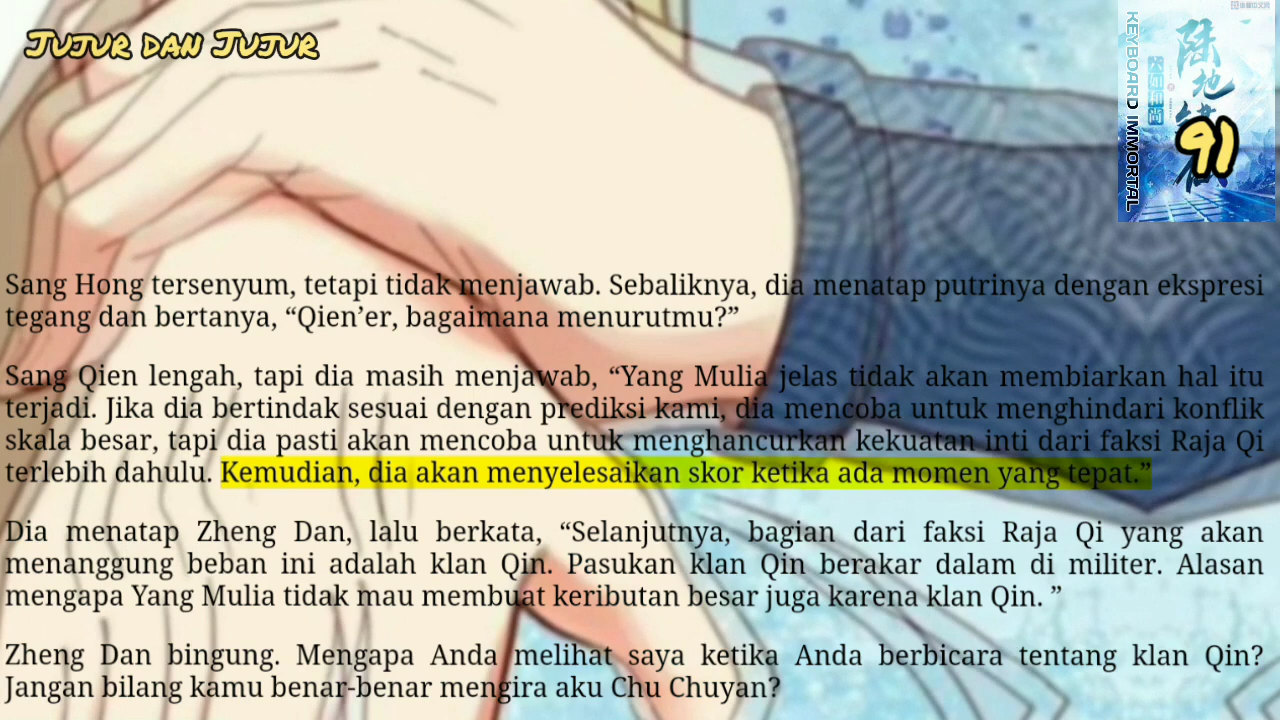 Jujur dan Jujur
KEYBOARD IMMORTAL
陆地
91
Sang Hong tersenyum, tetapi tidak menjawab. Sebaliknya, dia menatap putrinya dengan ekspresi
tegang dan bertanya, “Qien’er, bagaimana menurutmu?”
Sang Qien lengah, tapi dia masih menjawab, “Yang Mulia jelas tidak akan membiarkan hal itu
terjadi. Jika dia bertindak sesuai dengan prediksi kami, dia mencoba untuk menghindari konflik
skala besar, tapi dia pasti akan mencoba untuk menghancurkan kekuatan inti dari faksi Raja Qi
terlebih dahulu. Kemudian, dia akan menyelesaikan skor ketika ada momen yang tepat.”
Dia menatap Zheng Dan, lalu berkata, “Selanjutnya, bagian dari faksi Raja Qi yang akan
menanggung beban ini adalah klan Qin. Pasukan klan Qin berakar dalam di militer. Alasan
mengapa Yang Mulia tidak mau membuat keributan besar juga karena klan Qin. ”
Zheng Dan bingung. Mengapa Anda melihat saya ketika Anda berbicara tentang klan Qin?
Jangan bilang kamu benar-benar mengira aku Chu Chuyan?